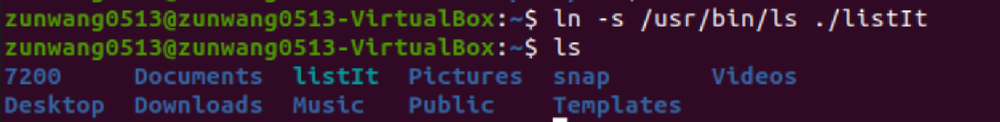 zunwang0513@zunwang0513-VirtualBox:~$ ln -s /usr/bin/ls ./listIt
zunwang0513@zunwang0513-VirtualBox:~$ ls
7200      Documents  listIt  Pictures  snap       Videos
Desktop  Downloads  Music   Public    Templates